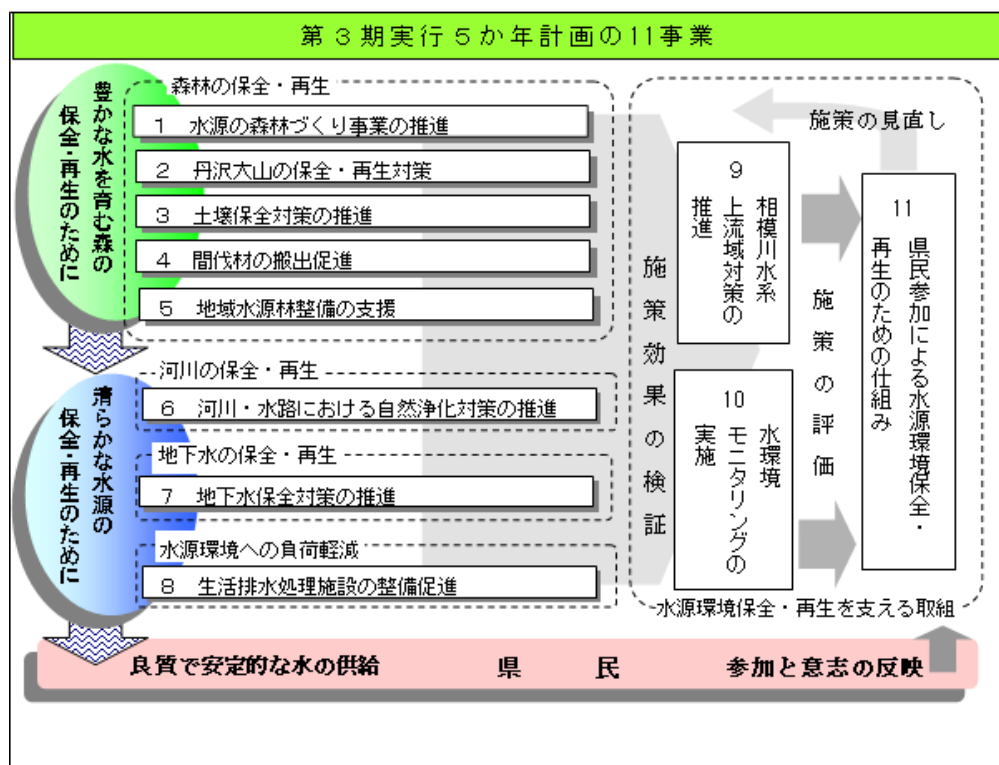 第３期実行５か年計画の11事業
豊かな水を育む森の
保全・再生のために
森林の保全・再生
1 水源の森林づくり事業の推進
2 丹沢大山の保全・再生対策
3 土壌保全対策の推進
4 間伐材の搬出促進
5 地域水源林整備の支援
清らかな水源の
保全・再生のために
河川の保全・再生
6 河川・水路における自然浄化対策の推進
地下水の保全・再生
7 地下水保全対策の推進
水源環境への負荷軽減
8 生活排水処理施設の整備促進
施策効果の検証
9
相模川水系
上流域対策の
推進
10
水環境
モニタリングの
実施
施策の評価
施策の見直し
11
県民参加による水源環境保全・
再生のための仕組み
水源環境保全・再生を支える取組
良質で安定的な水の供給 県 民 参加と意志の反映